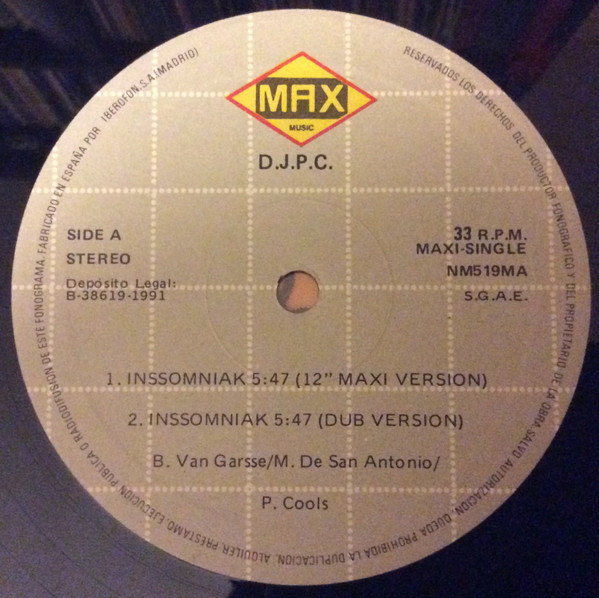 MAX
MUSIC
D.J.P.C.
SIDE A
STEREO
Depósito Legal:
B-38619-1991
33 R.P.M.
MAXI-SINGLE
NM519MA
S.G.A.E.
1. INSSOMNIAK 5:47 (12" MAXI VERSION)
2. INSSOMNIAK 5:47 (DUB VERSION)
B. Van Garsse/M. De San Antonio/
P. Cools
RESERVADOS LOS DERECHOS DEL PRODUCTOR FONOGRAFICO Y DEL PROPIETARIO DE LA OBRA. SALVO AUTORIZACION, QUEDA PROHIBIDA LA DUPLICACION, ALQUILER, PRESTAMO, EJECUCION PUBLICA O RADIODIFUSION DE ESTE FONOGRAMA. FABRICADO EN ESPAÑA POR IBEROFON, S.A. (MADRID)